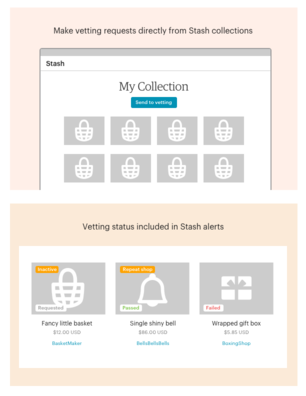 Make vetting requests directly from Stash collections
Stash
My Collection
Send to vetting
Vetting status included in Stash alerts
Inactive
Repeat shop
Requested
Passed
Failed
Fancy little basket
Single shiny bell
Wrapped gift box
$12.00 USD
$86.00 USD
$5.85 USD
BasketMaker
BellsBellsBells
BoxingShop